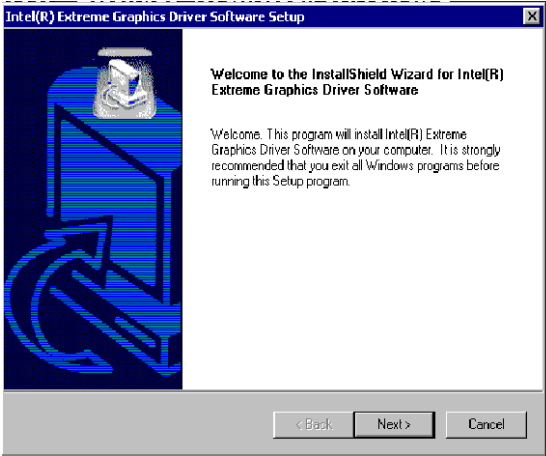 Intel(R) Extreme Graphics Driver Software Setup
Welcome to the InstallShield Wizard for Intel(R)
Extreme Graphics Driver Software
Welcome. This program will install Intel(R) Extreme
Graphics Driver Software on your computer. It is strongly
recommended that you exit all Windows programs before
running this Setup program.
< Back Next > Cancel